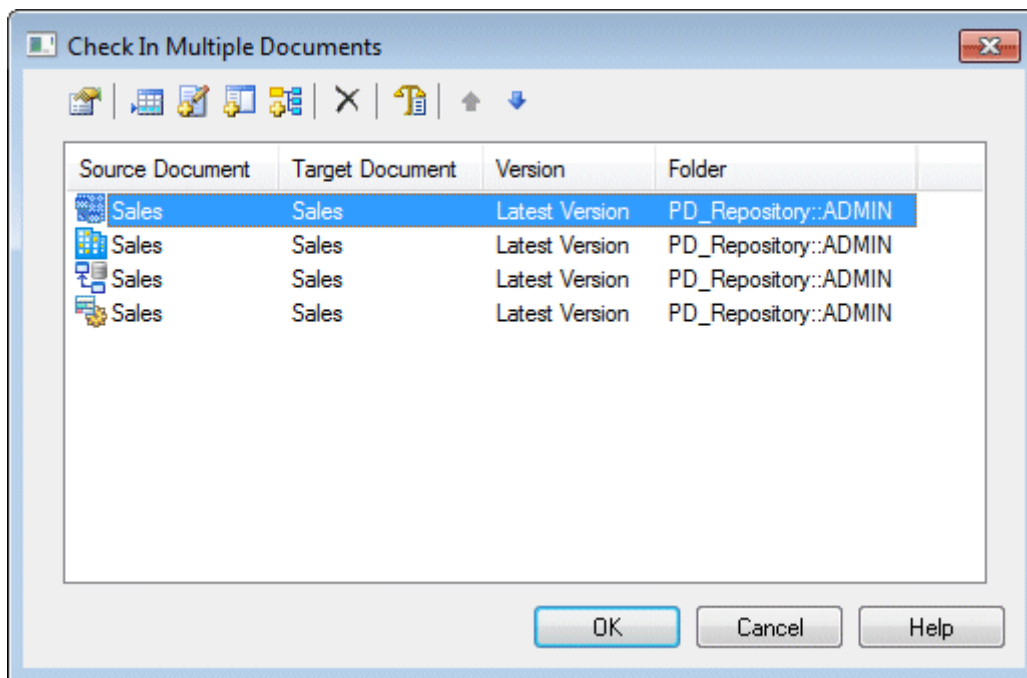 Check In Multiple Documents
Source Document Target Document Version Folder
Sales Sales Latest Version PD_Repository::ADMIN
Sales Sales Latest Version PD_Repository::ADMIN
Sales Sales Latest Version PD_Repository::ADMIN
Sales Sales Latest Version PD_Repository::ADMIN
OK Cancel Help